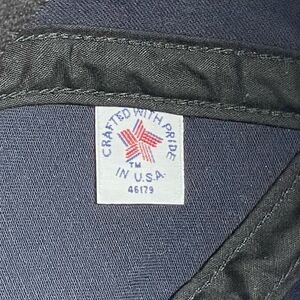 CRAFTED WITH PRIDE
TM
IN U.S.A.
46179